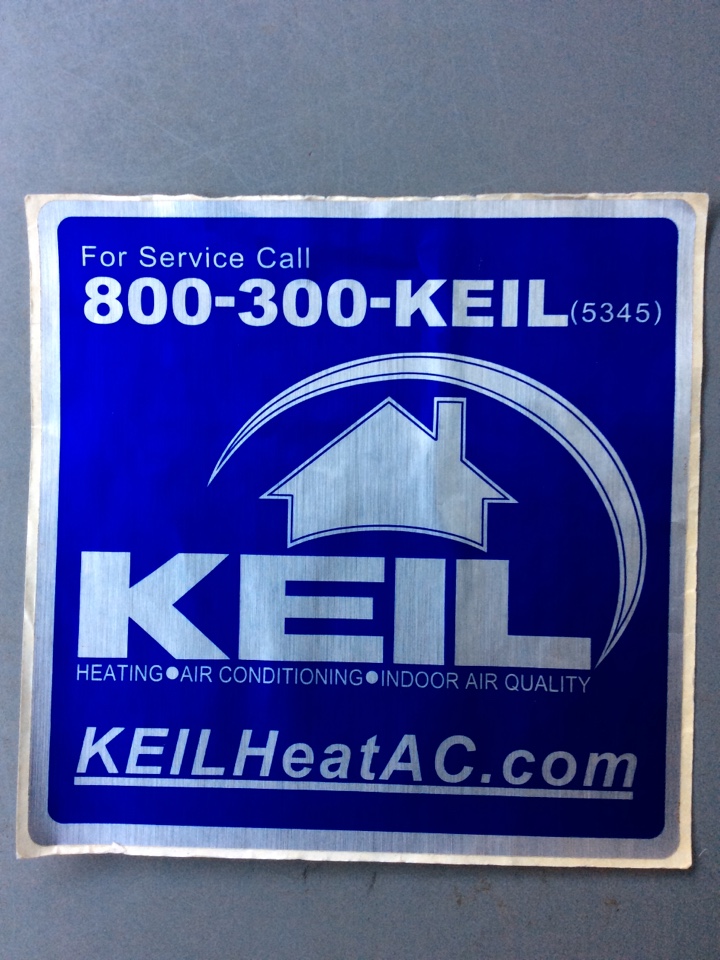 For Service Call
800-300-KEIL(5345)
KEIL
HEATING●AIR CONDITIONING●INDOOR AIR QUALITY
KEILHeatAC.com